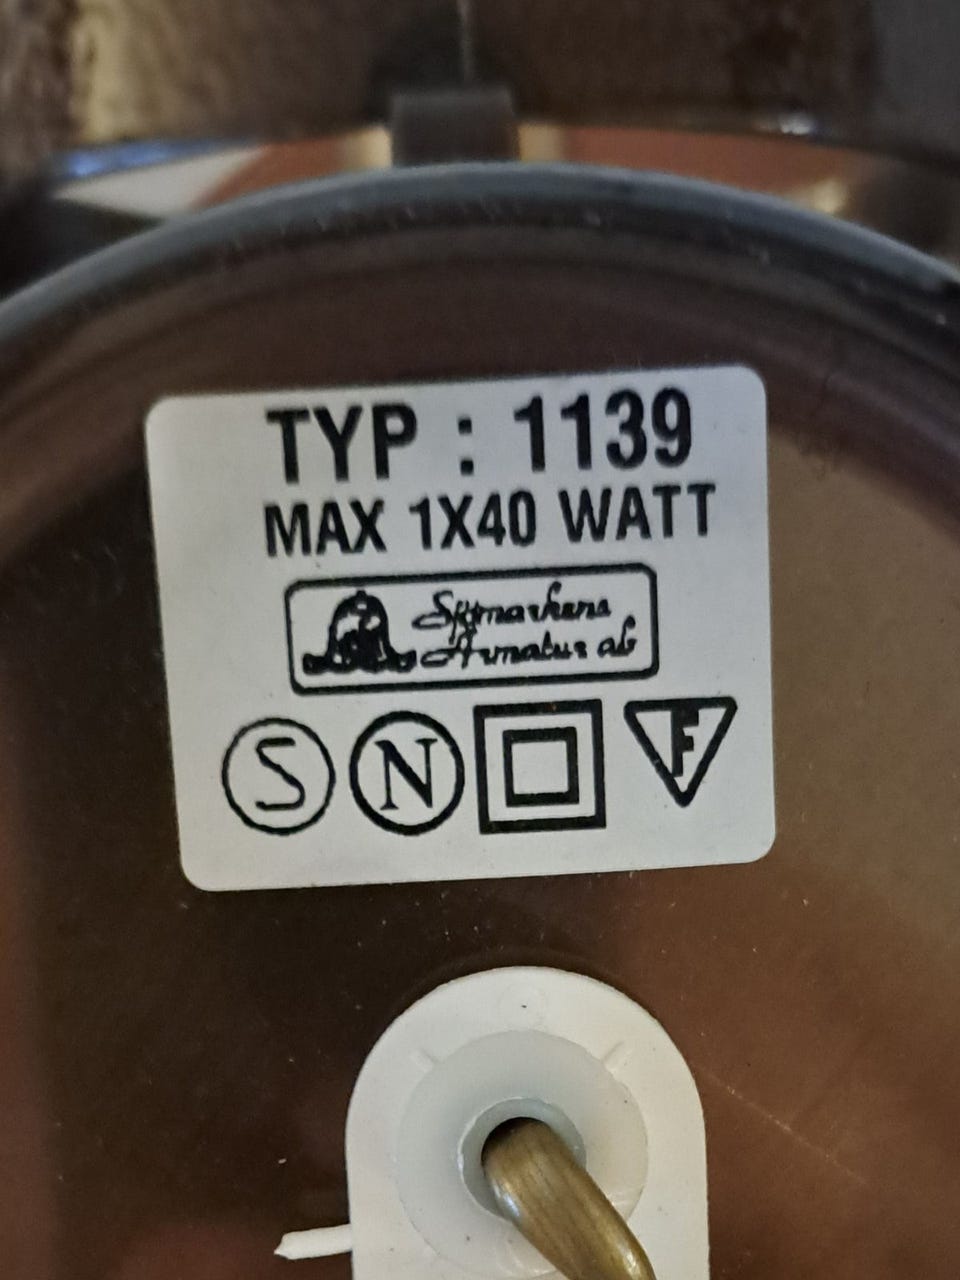 TYP : 1139
MAX 1X40 WATT
Sjömarkens
Armatur ab
S N F